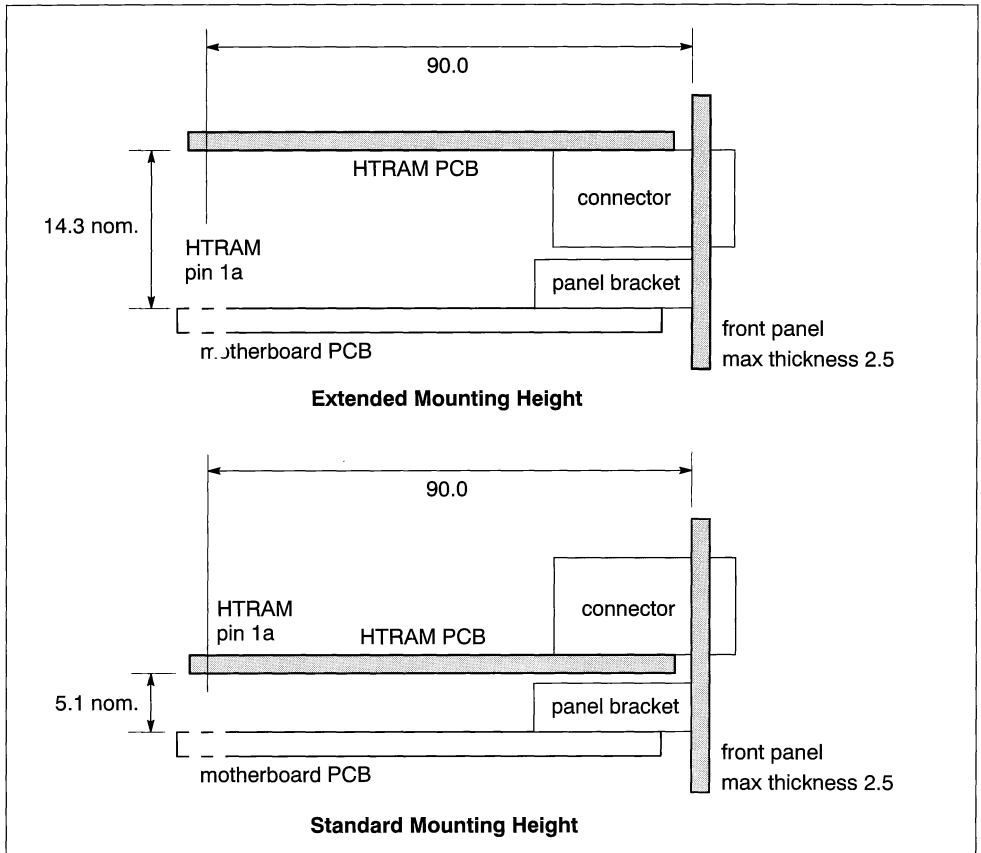 90.0
HTRAM PCB
connector
14.3 nom.
HTRAM
pin 1a
panel bracket
front panel
max thickness 2.5
motherboard PCB
Extended Mounting Height
90.0
HTRAM
pin 1a
HTRAM PCB
connector
5.1 nom.
panel bracket
front panel
max thickness 2.5
motherboard PCB
Standard Mounting Height